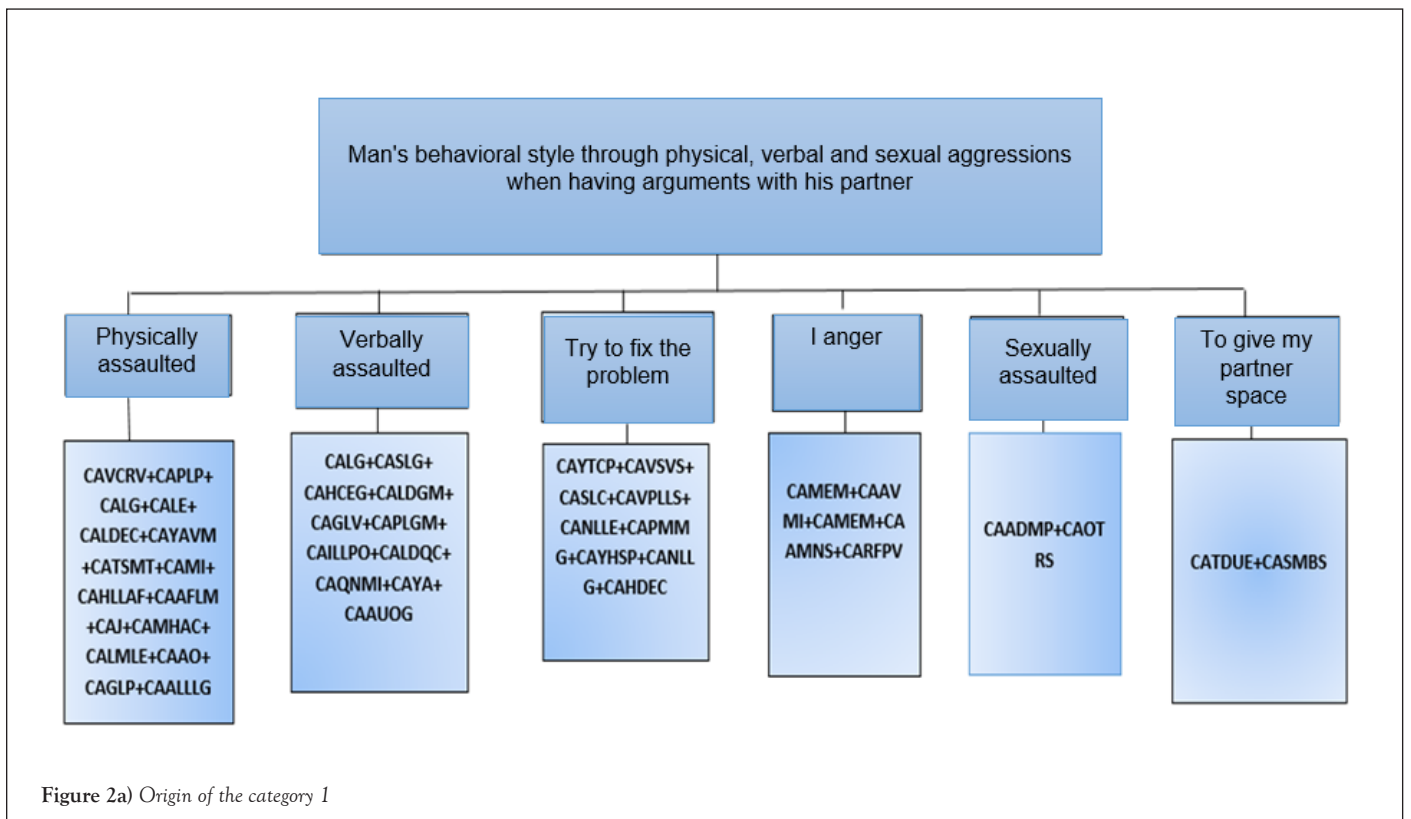 Man's behavioral style through physical, verbal and sexual aggressions
when having arguments with his partner
Physically
assaulted
Verbally
assaulted
Try to fix the
problem
I anger
Sexually
assaulted
To give my
partner
space
CAVCRV+CAPLP+
CALG+CALE+
CALDEC+CAYAVM
+CATSMT+CAMI+
CAHLLAF+CAAFLM
+CAJ+CAMHAC+
CALMLE+CAAO+
CAGLP+CAALLLG
CALG+CASLG+
CAHCEG+CALDGM+
CAGLV+CAPLGM+
CAILLPO+CALDQC+
CAQNMI+CAYA+
CAAUOG
CAYTCP+CAVSVS+
CASLC+CAVPLLS+
CANLLE+CAPMM
G+CAYHSP+CANLL
G+CAHDEC
CAMEM+CAAV
MI+CAMEM+CA
AMNS+CARFPV
CAADMP+CAOT
RS
CATDUE+CASMBS
Figure 2a) Origin of the category 1